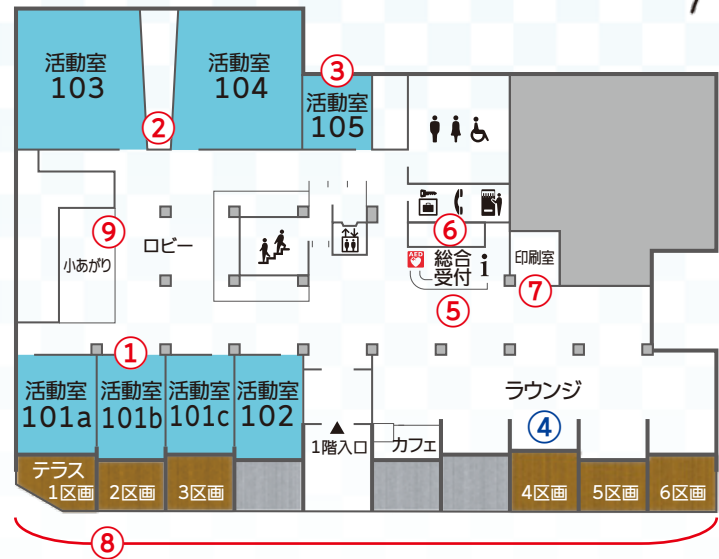 活動室
103
活動室
104
③
活動室
105
②
⑨
小あがり
ロビー
⑥
AED
総合
受付
i
印刷室
⑦
⑤
①
活動室
101a
活動室
101b
活動室
101c
活動室
102
▲
1階入口
カフェ
ラウンジ
④
テラス
1区画
2区画
3区画
4区画
5区画
6区画
⑧